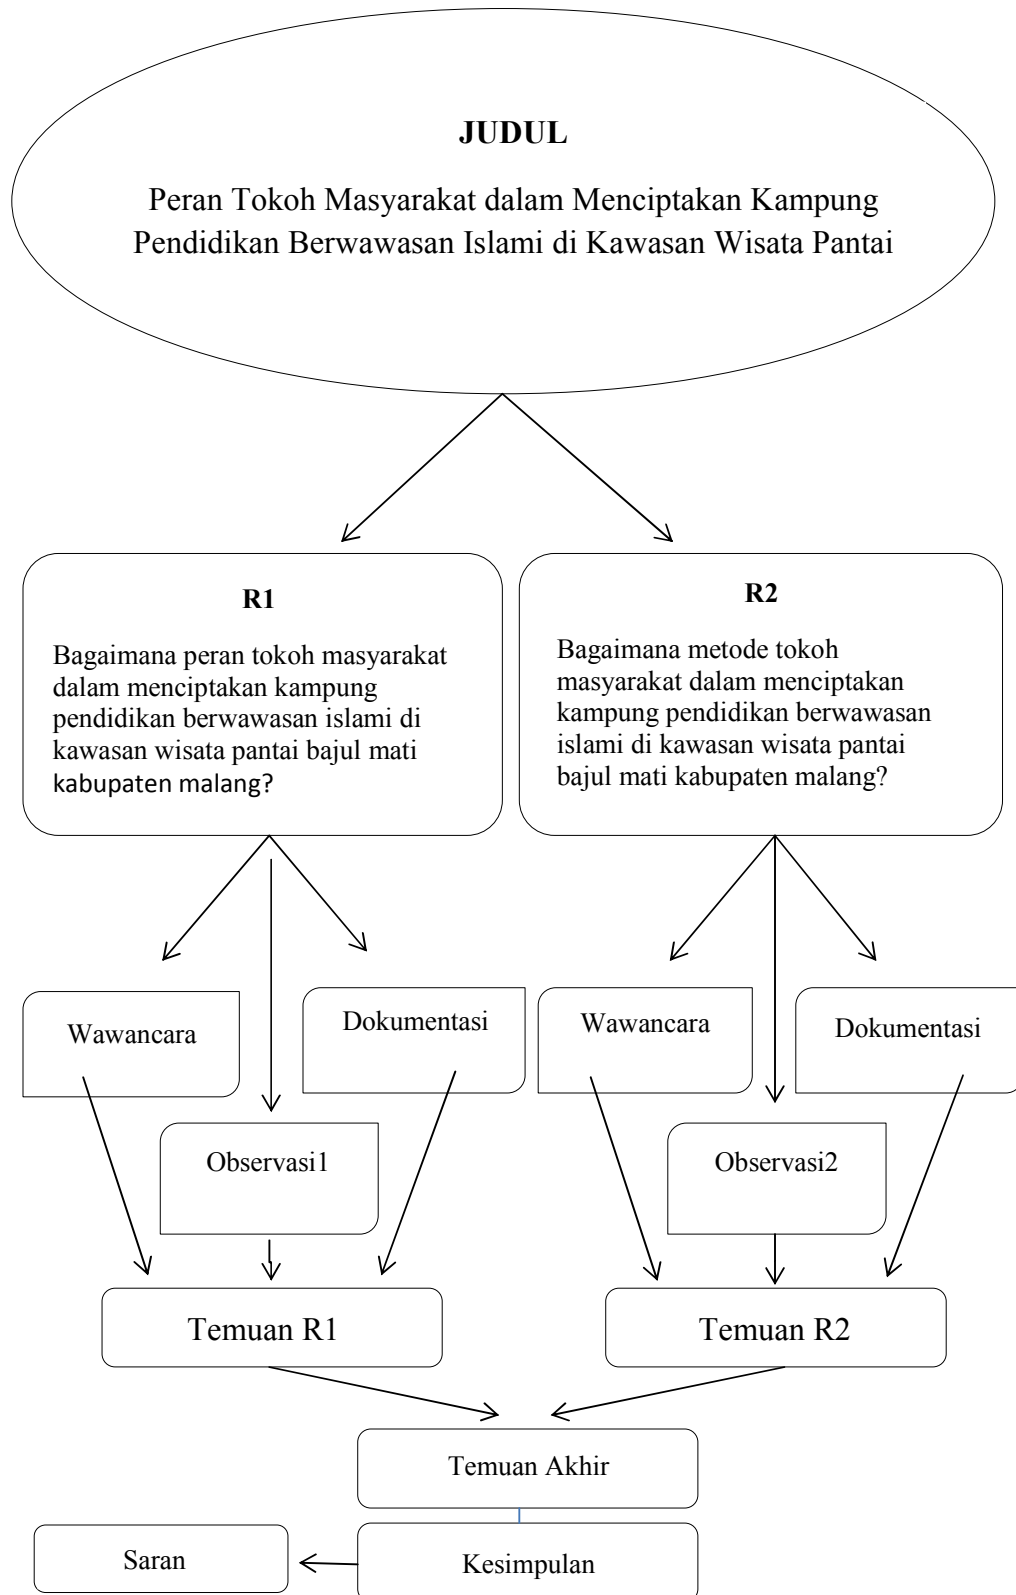 JUDUL
Peran Tokoh Masyarakat dalam Menciptakan Kampung
Pendidikan Berwawasan Islami di Kawasan Wisata Pantai
R1
Bagaimana peran tokoh masyarakat
dalam menciptakan kampung
pendidikan berwawasan islami di
kawasan wisata pantai bajul mati
kabupaten malang?
R2
Bagaimana metode tokoh
masyarakat dalam menciptakan
kampung pendidikan berwawasan
islami di kawasan wisata pantai
bajul mati kabupaten malang?
Wawancara
Dokumentasi
Wawancara
Dokumentasi
Observasi1
Observasi2
Temuan R1
Temuan R2
Temuan Akhir
Saran
Kesimpulan